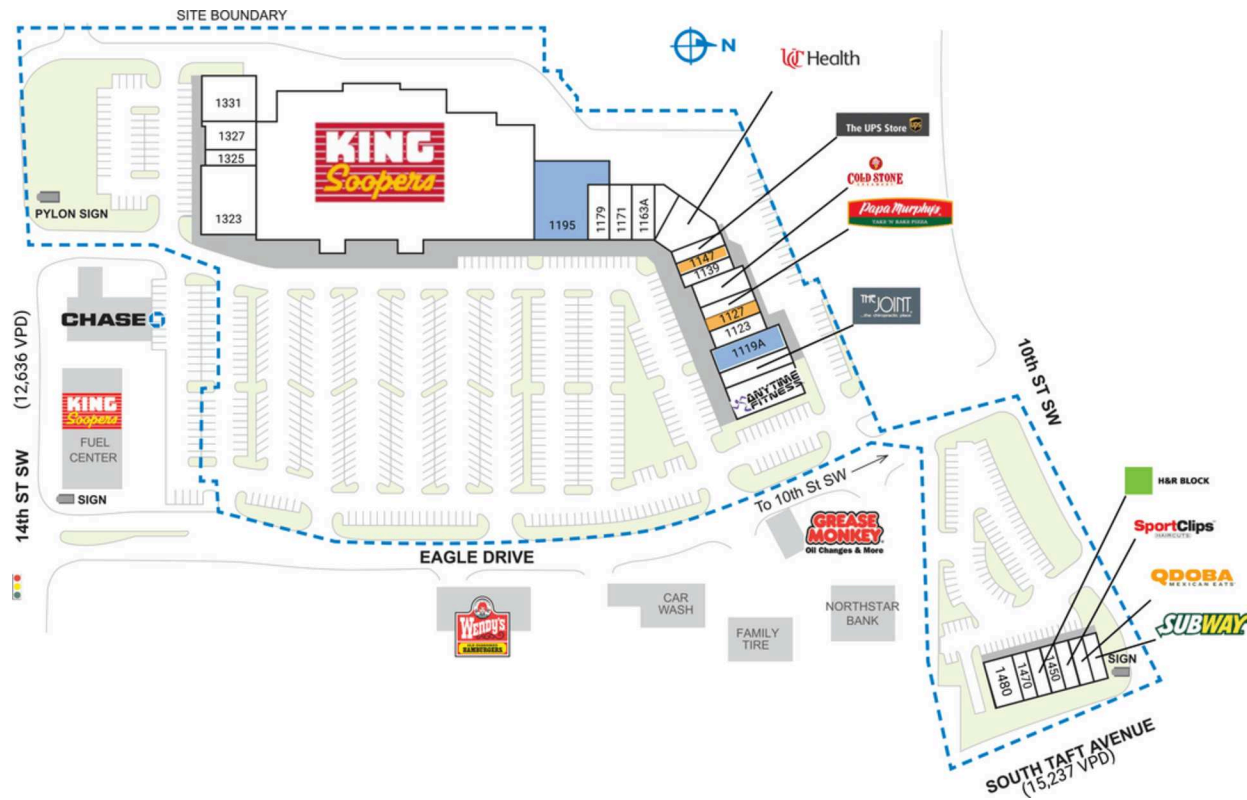 SITE BOUNDARY
N
UCHealth
The UPS Store
ups
COLD STONE
CREAMERY
Papa Murphy's
TAKE 'N' BAKE PIZZA
1331
1327
1325
1323
KING
Soopers
1195
1179
1171
1163A
1147
1139
1127
1123
1119A
THE JOINT
...the chiropractic place
ANYTIME
FITNESS
PYLON SIGN
CHASE
14th ST SW
(12,636 VPD)
KING
Soopers
FUEL
CENTER
SIGN
10th ST SW
To 10th St SW
EAGLE DRIVE
GREASE
MONKEY
Oil Changes & More
Wendy's
OLD FASHIONED
HAMBURGERS
CAR
WASH
FAMILY
TIRE
NORTHSTAR
BANK
H&R BLOCK
SportClips
HAIRCUTS
QDOBA
MEXICAN EATS
SUBWAY
SIGN
1480
1470
1450
SOUTH TAFT AVENUE
(15,237 VPD)